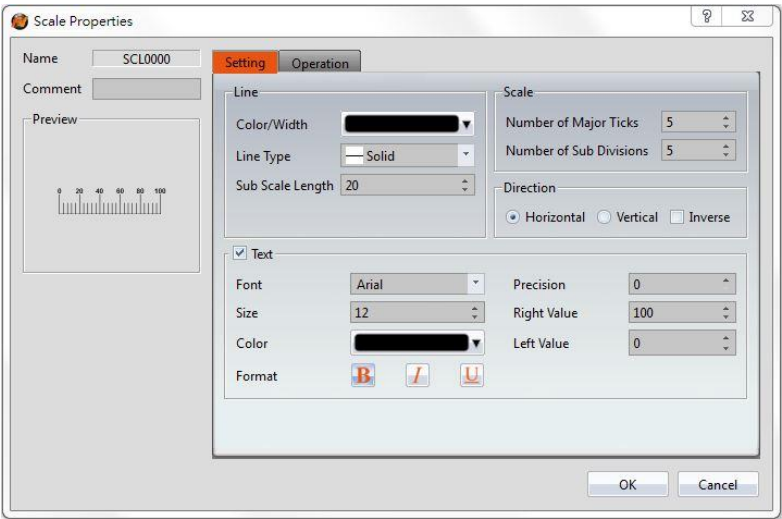 Scale Properties
Name SCL0000
Comment
Preview
0 20 40 60 80 100
Setting Operation
Line
Color/Width
Line Type Solid
Sub Scale Length 20
Scale
Number of Major Ticks 5
Number of Sub Divisions 5
Direction
Horizontal Vertical Inverse
Text
Font Arial
Size 12
Color
Format B I U
Precision 0
Right Value 100
Left Value 0
OK Cancel